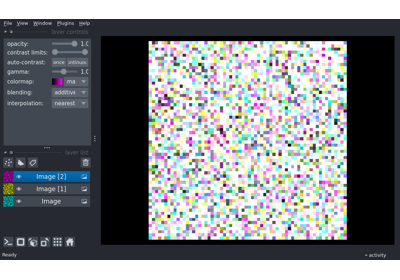 File View Window Plugins Help
layer controls
opacity: 1.0
contrast limits:
auto-contrast: once
gamma: 1.0
colormap: ma
blending: additive
interpolation: nearest
layer list
Image [2]
Image [1]
Image
Ready activity